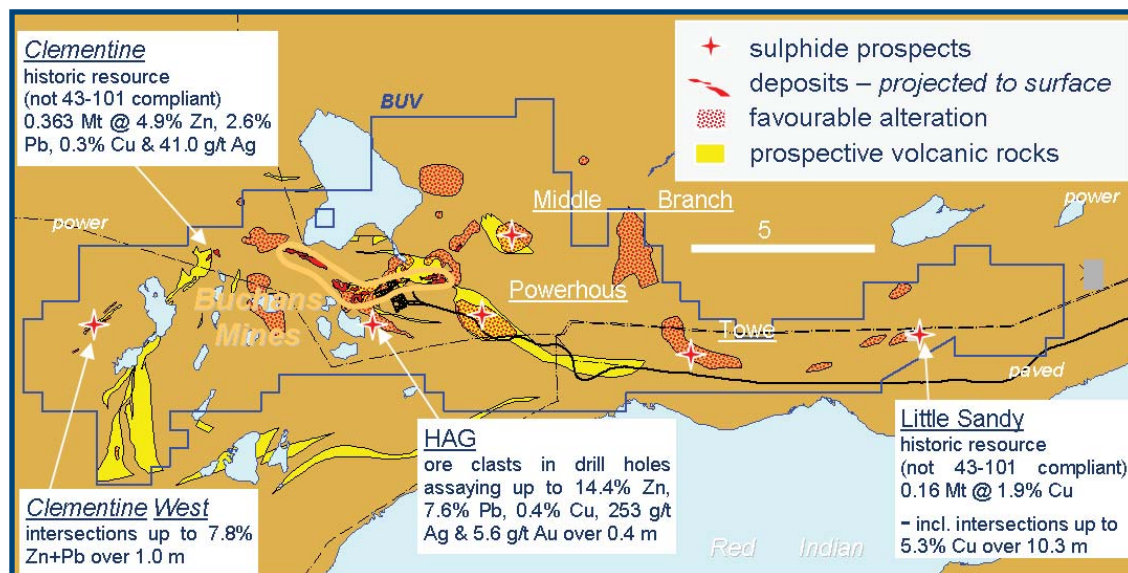 Clementine
historic resource
(not 43-101 compliant)
0.363 Mt @ 4.9% Zn, 2.6%
Pb, 0.3% Cu & 41.0 g/t Ag
BUV
sulphide prospects
deposits – projected to surface
favourable alteration
prospective volcanic rocks
power
Middle Branch
power
5
Buchans
Mines
Powerhous
Towe
paved
Clementine West
intersections up to 7.8%
Zn+Pb over 1.0 m
HAG
ore clasts in drill holes
assaying up to 14.4% Zn,
7.6% Pb, 0.4% Cu, 253 g/t
Ag & 5.6 g/t Au over 0.4 m
Little Sandy
historic resource
(not 43-101 compliant)
0.16 Mt @ 1.9% Cu
- incl. intersections up to
5.3% Cu over 10.3 m
Red Indian